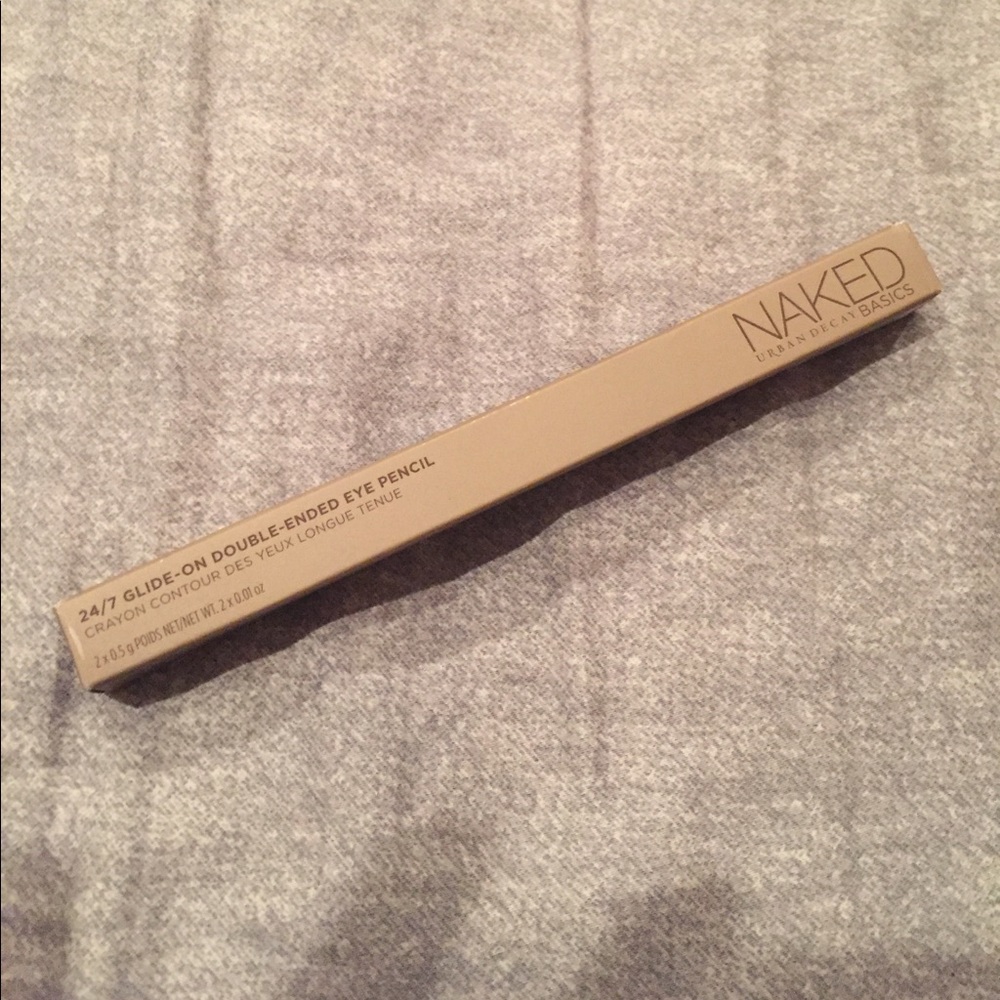 NAKED
URBAN DECAY BASICS
24/7 GLIDE-ON DOUBLE-ENDED EYE PENCIL
CRAYON CONTOUR DES YEUX LONGUE TENUE
2 x 0.5 g POIDS NET/NET WT. 2 x 0.01 oz